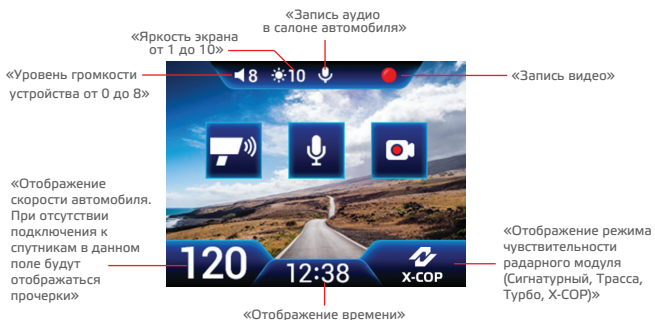 «Запись аудио
в салоне автомобиля»
«Яркость экрана
от 1 до 10»
«Уровень громкости
устройства от 0 до 8»
8 10
«Запись видео»
«Отображение
скорости автомобиля.
При отсутствии
подключения к
спутникам в данном
поле будут
отображаться
прочерки»
120
12:38
X-COP
«Отображение режима
чувствительности
радарного модуля
(Сигнатурный, Трасса,
Турбо, X-COP)»
«Отображение времени»